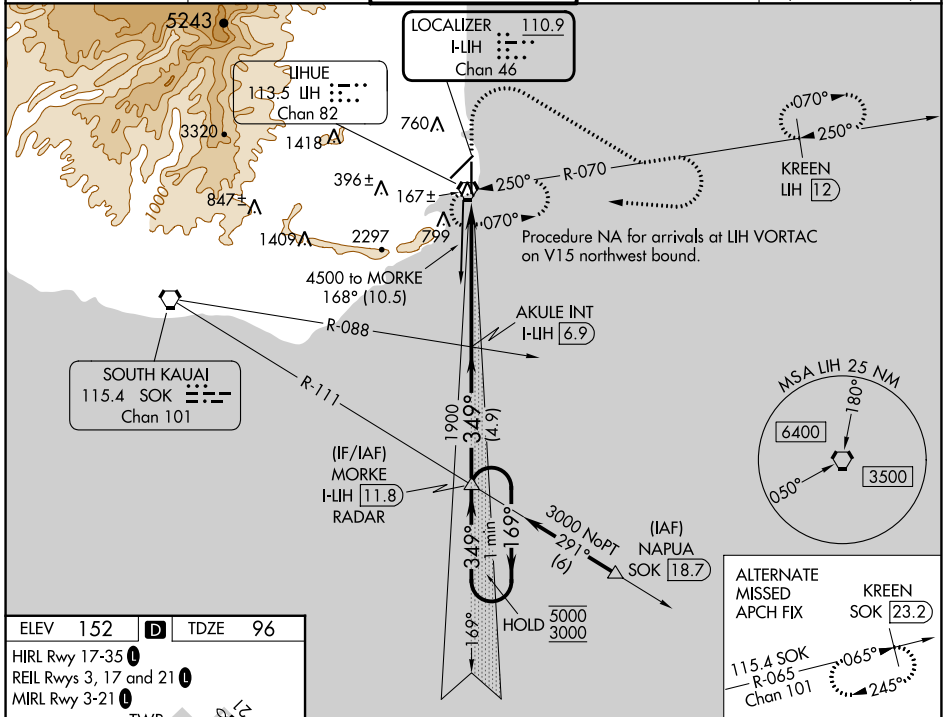 5243
LOCALIZER 110.9
I-LIH
Chan 46
LIHUE
113.5 LIH
Chan 82
760
070°
250°
3320
1418
R-070
KREEN
LIH 12
396±
167±
250°
847±
070°
799
1000
1409
2297
Procedure NA for arrivals at LIH VORTAC
on V15 northwest bound.
4500 to MORKE
168° (10.5)
AKULE INT
I-LIH 6.9
R-088
SOUTH KAUAI
115.4 SOK
Chan 101
R-111
1900
349°
(4.9)
MSA LIH 25 NM
180°
6400
3500
050°
(IF/IAF)
MORKE
I-LIH 11.8
RADAR
349°
1 min
169°
3000 NoPT
291°
(6)
(IAF)
NAPUA
SOK 18.7
HOLD 5000
3000
169°
ALTERNATE
MISSED
APCH FIX
KREEN
SOK 23.2
115.4 SOK
R-065
Chan 101
065°
245°
ELEV 152 D TDZE 96
HIRL Rwy 17-35 L
REIL Rwys 3, 17 and 21 L
MIRL Rwy 3-21 L
TWR
21